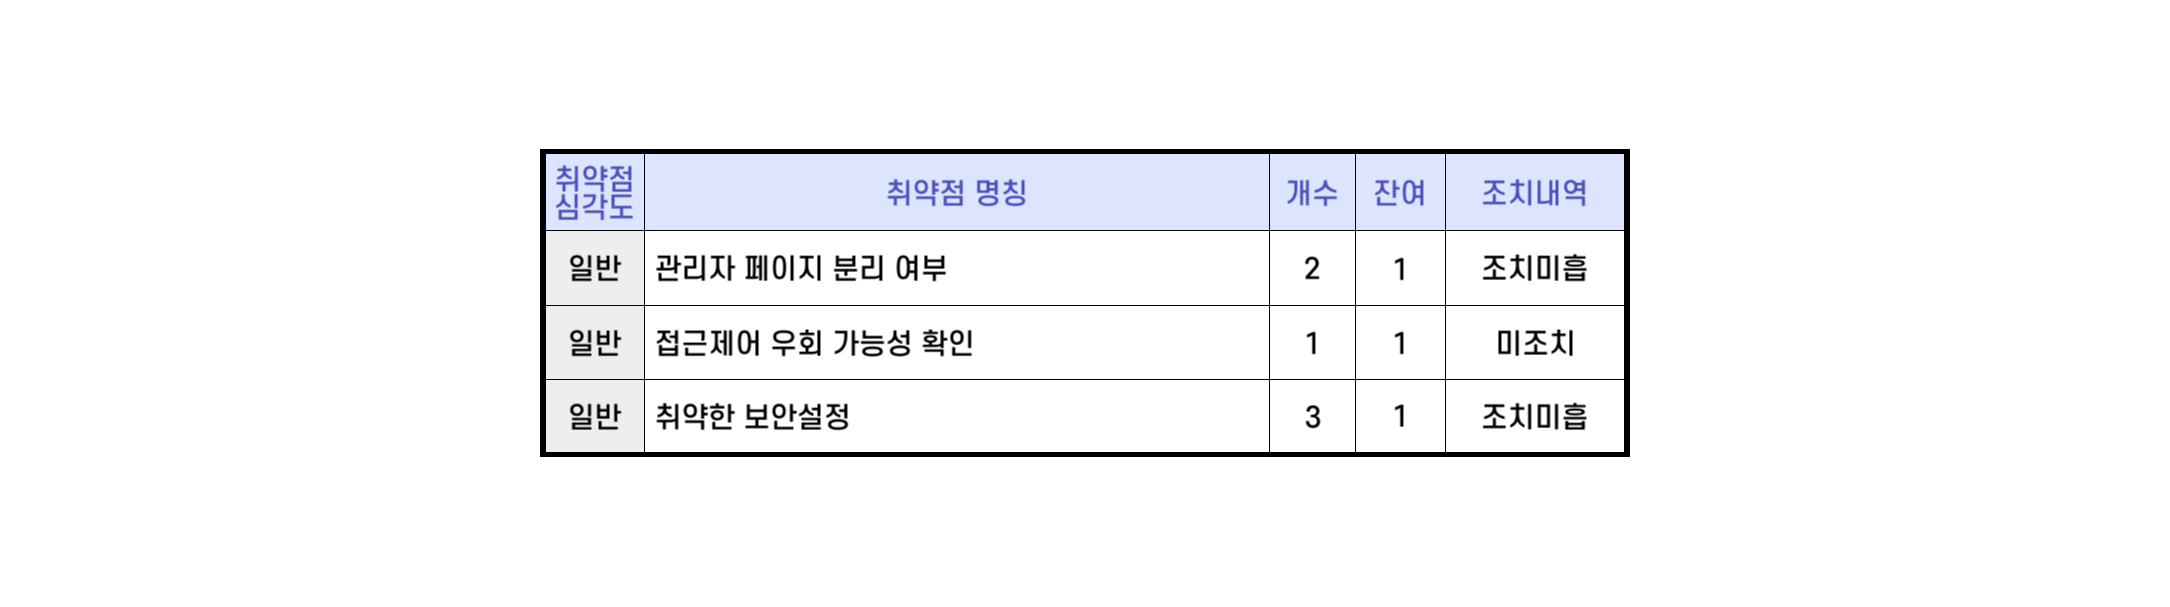 취약점
심각도
취약점 명칭
개수
잔여
조치내역
일반
관리자 페이지 분리 여부
2
1
조치미흡
일반
접근제어 우회 가능성 확인
1
1
미조치
일반
취약한 보안설정
3
1
조치미흡